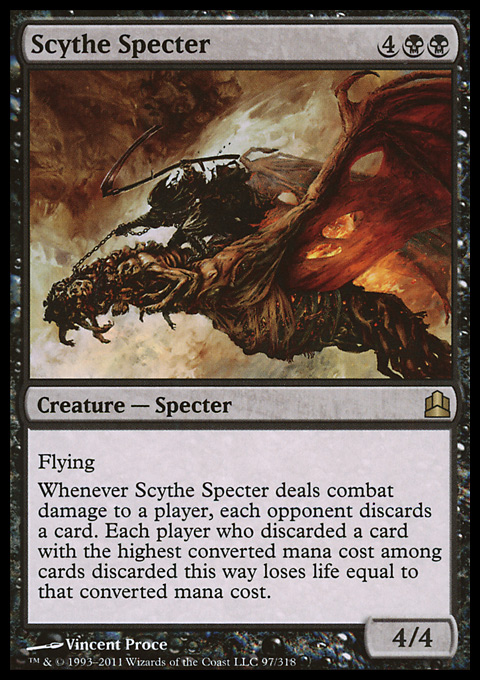 Scythe Specter 4
Creature — Specter
Flying
Whenever Scythe Specter deals combat
damage to a player, each opponent discards
a card. Each player who discarded a card
with the highest converted mana cost among
cards discarded this way loses life equal to
that converted mana cost.
4/4
Vincent Proce
™ & © 1993–2011 Wizards of the Coast LLC 97/318